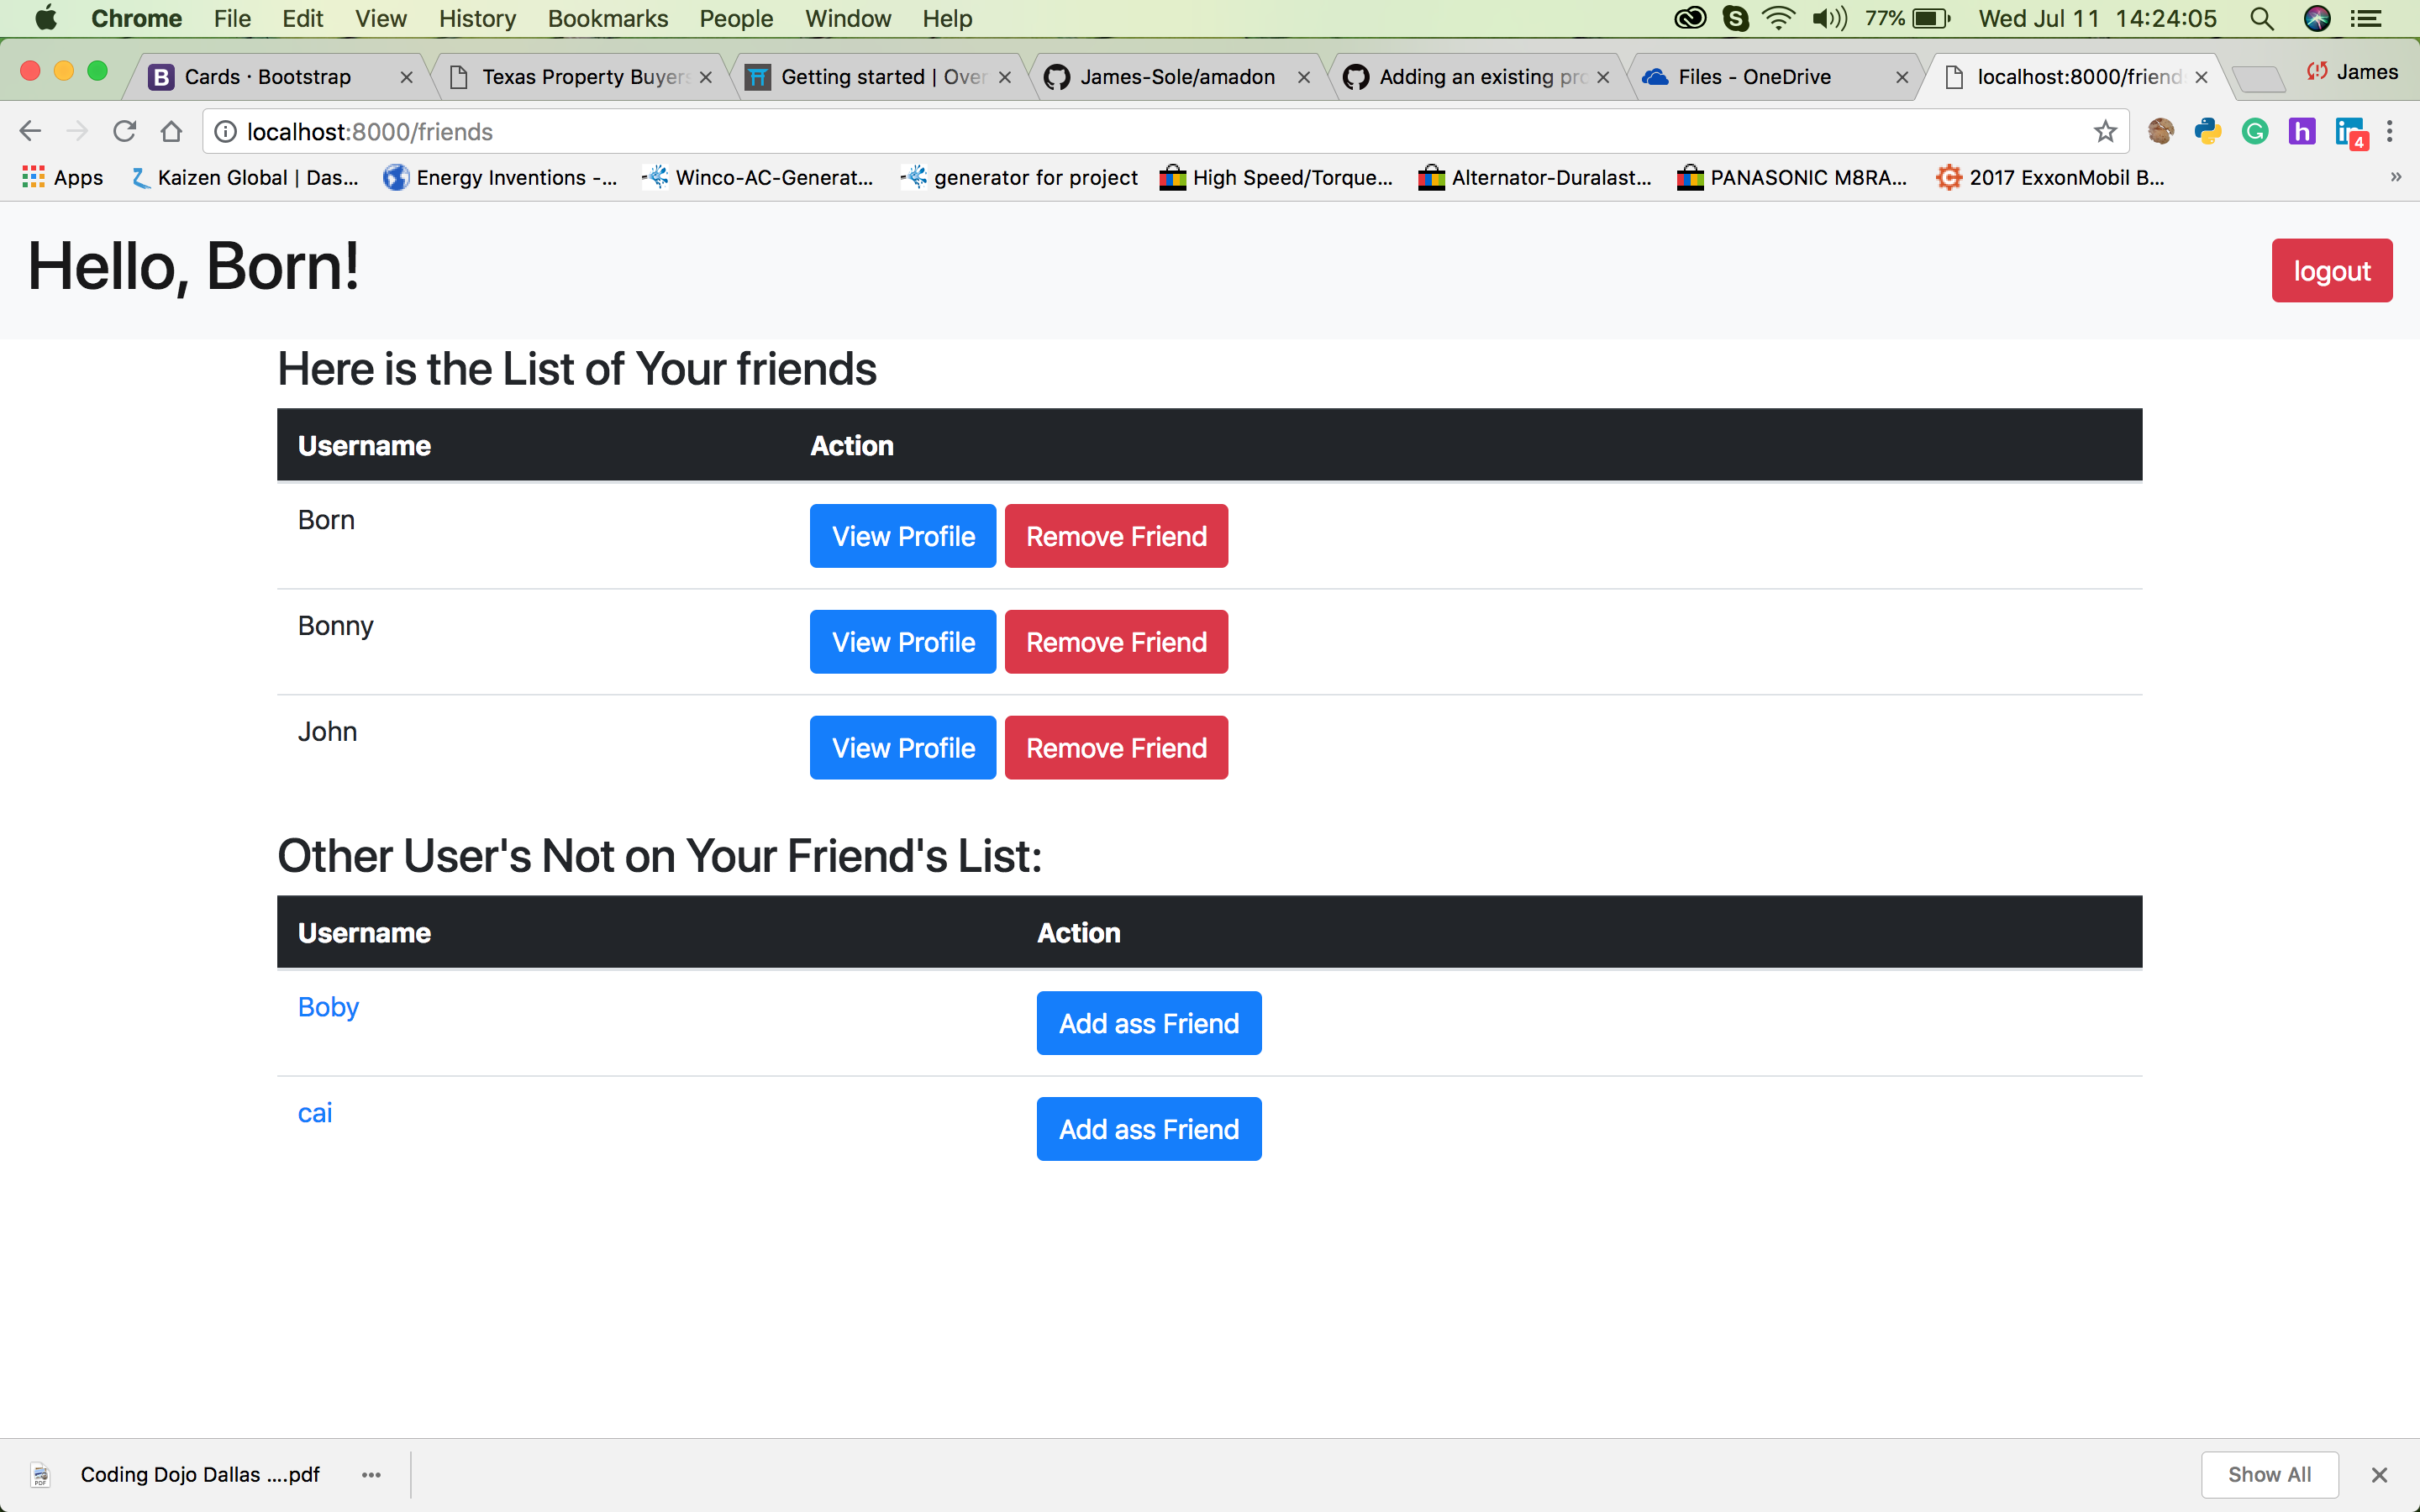 Chrome File Edit View History Bookmarks People Window Help 77% Wed Jul 11 14:24:05
Cards · Bootstrap Texas Property Buyers Getting started | Over James-Sole/amadon Adding an existing pro Files - OneDrive localhost:8000/friends James
localhost:8000/friends 4
Apps Kaizen Global | Das... Energy Inventions -... Winco-AC-Generat... generator for project High Speed/Torque... Alternator-Duralast... PANASONIC M8RA... 2017 ExxonMobil B... »
Hello, Born! logout
Here is the List of Your friends
Username Action
Born View Profile Remove Friend
Bonny View Profile Remove Friend
John View Profile Remove Friend
Other User's Not on Your Friend's List:
Username Action
Boby Add ass Friend
cai Add ass Friend
Coding Dojo Dallas ....pdf Show All